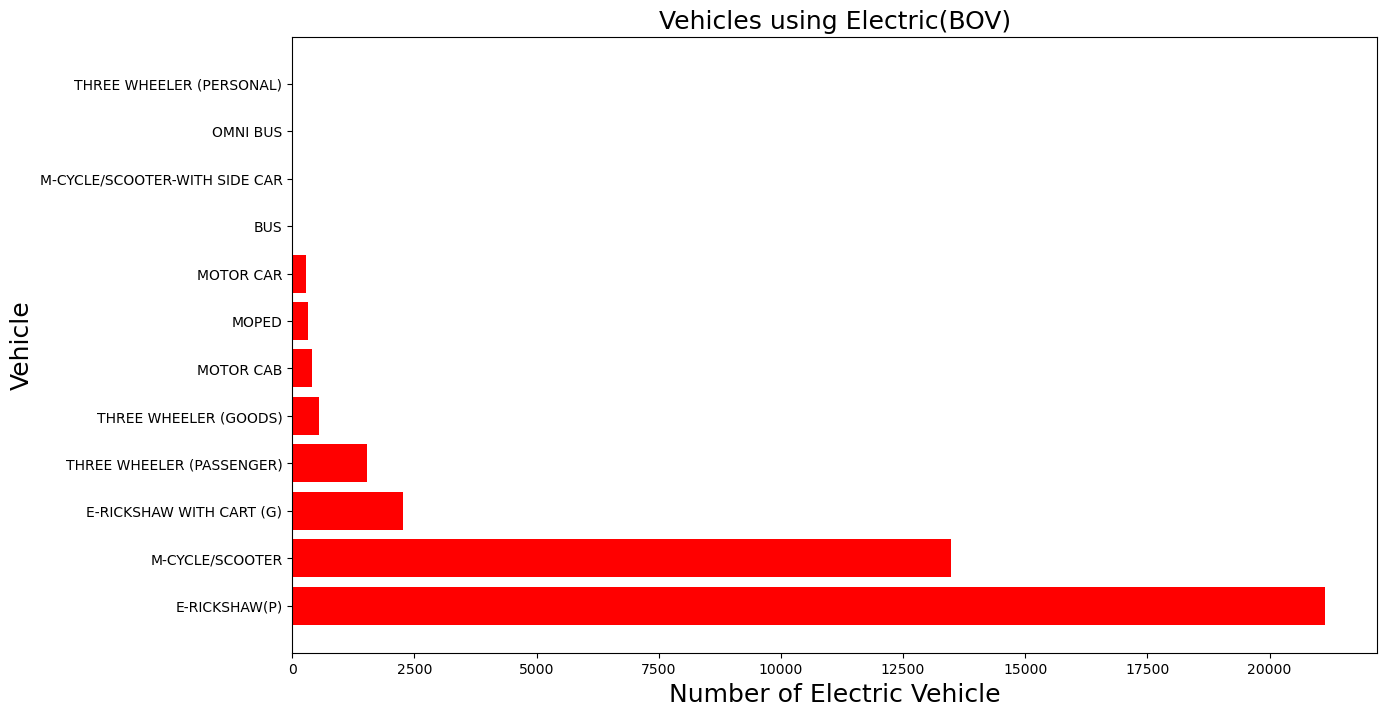 Vehicles using Electric(BOV)
THREE WHEELER (PERSONAL)
OMNI BUS
M-CYCLE/SCOOTER-WITH SIDE CAR
BUS
MOTOR CAR
MOPED
MOTOR CAB
THREE WHEELER (GOODS)
THREE WHEELER (PASSENGER)
E-RICKSHAW WITH CART (G)
M-CYCLE/SCOOTER
E-RICKSHAW(P)
Vehicle
0 2500 5000 7500 10000 12500 15000 17500 20000
Number of Electric Vehicle